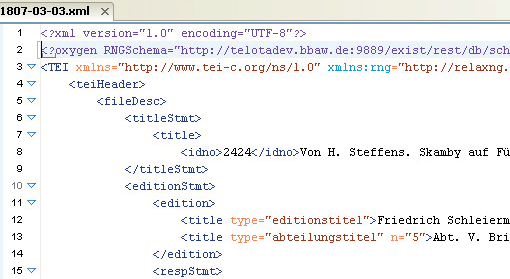 1807-03-03.xml ×
1 <?xml version="1.0" encoding="UTF-8"?>
2 <?oxygen RNGSchema="http://telotadev.bbaw.de:9889/exist/rest/db/sch
3 <TEI xmlns="http://www.tei-c.org/ns/1.0" xmlns:rng="http://relaxng.
4 <teiHeader>
5 <fileDesc>
6 <titleStmt>
7 <title>
8 <idno>2424</idno>Von H. Steffens. Skamby auf Fü
9 </titleStmt>
10 <editionStmt>
11 <edition>
12 <title type="editionstitel">Friedrich Schleierm
13 <title type="abteilungstitel" n="5">Abt. V. Bri
14 </edition>
15 <respStmt>